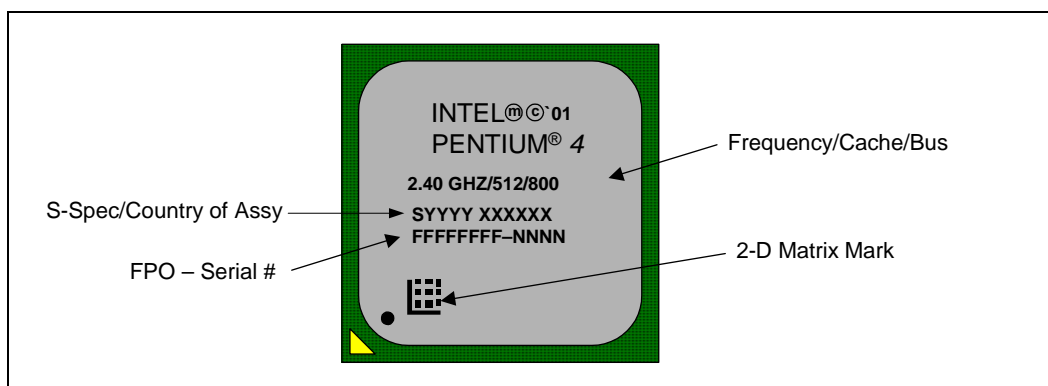 INTELⓜ©`01
PENTIUM® 4
Frequency/Cache/Bus
2.40 GHZ/512/800
S-Spec/Country of Assy
SYYYY XXXXXX
FFFFFFFF–NNNN
2-D Matrix Mark
FPO – Serial #